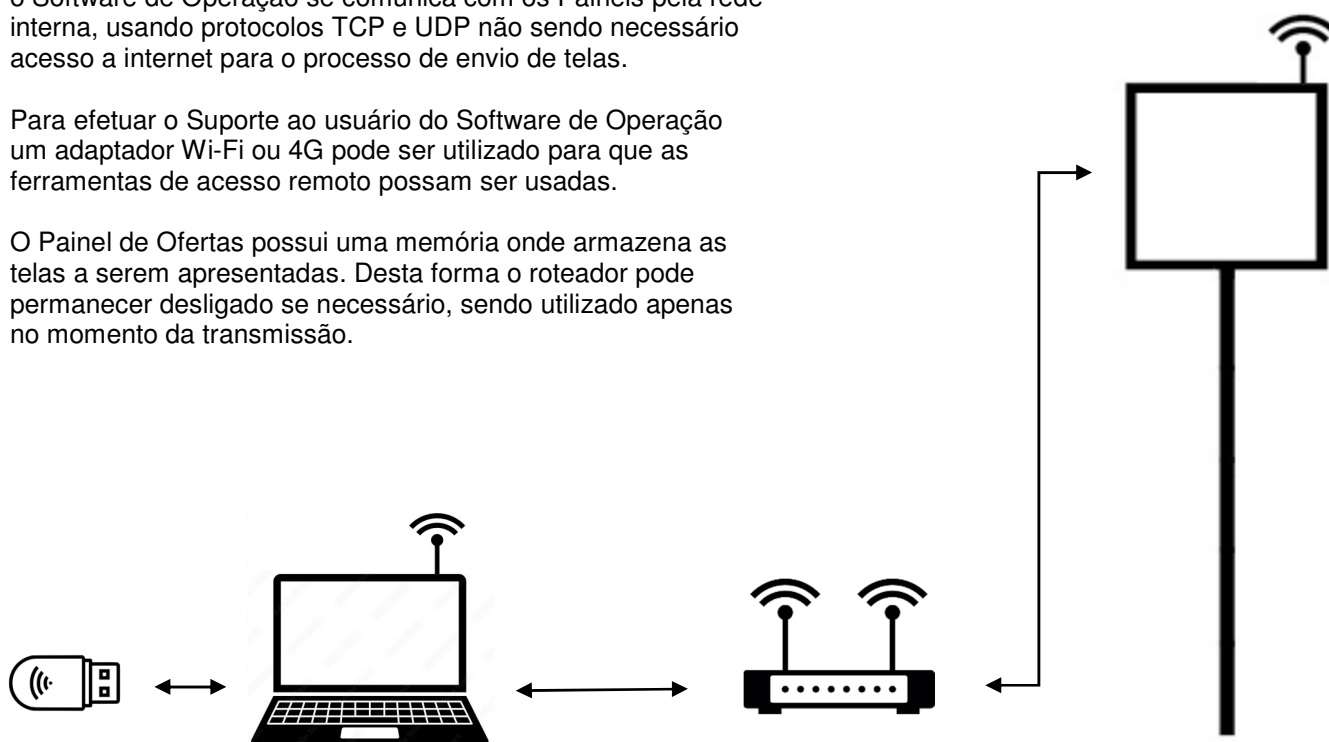 o Software de Operação se comunica com os Painéis pela rede
interna, usando protocolos TCP e UDP não sendo necessário
acesso a internet para o processo de envio de telas.
Para efetuar o Suporte ao usuário do Software de Operação
um adaptador Wi-Fi ou 4G pode ser utilizado para que as
ferramentas de acesso remoto possam ser usadas.
O Painel de Ofertas possui uma memória onde armazena as
telas a serem apresentadas. Desta forma o roteador pode
permanecer desligado se necessário, sendo utilizado apenas
no momento da transmissão.